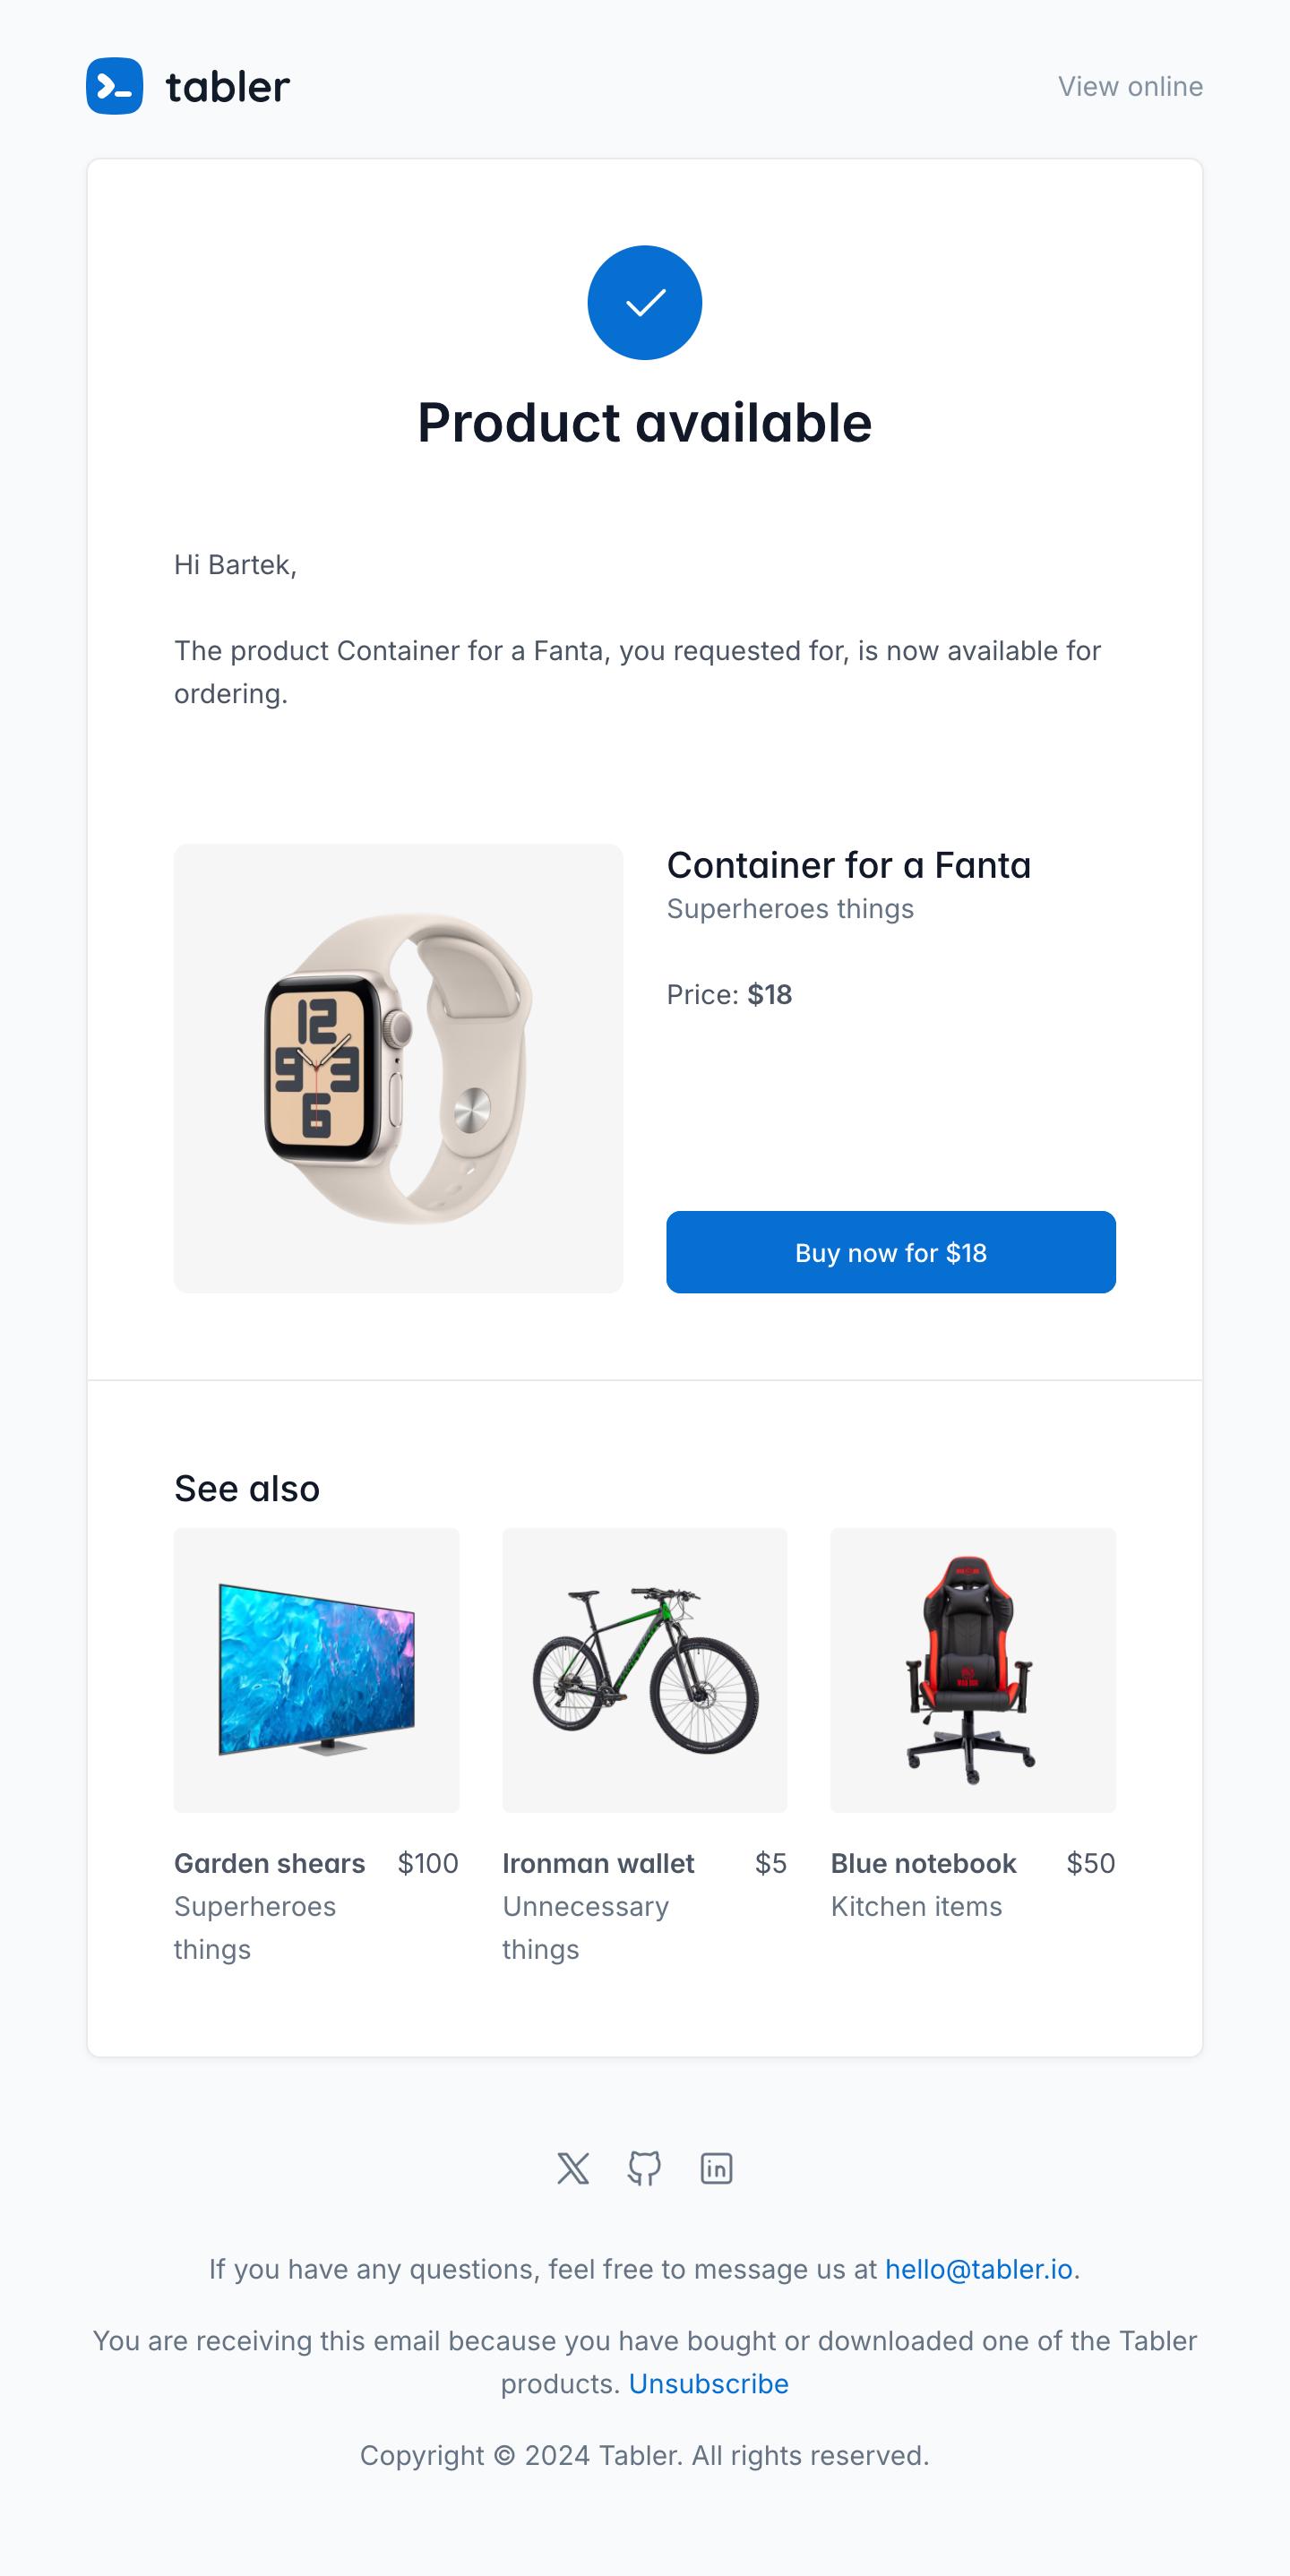 tabler
View online
Product available
Hi Bartek,
The product Container for a Fanta, you requested for, is now available for
ordering.
12
9 3
6
Container for a Fanta
Superheroes things
Price: $18
Buy now for $18
See also
Garden shears $100
Superheroes
things
Ironman wallet $5
Unnecessary
things
Blue notebook $50
Kitchen items
If you have any questions, feel free to message us at hello@tabler.io.
You are receiving this email because you have bought or downloaded one of the Tabler
products. Unsubscribe
Copyright © 2024 Tabler. All rights reserved.